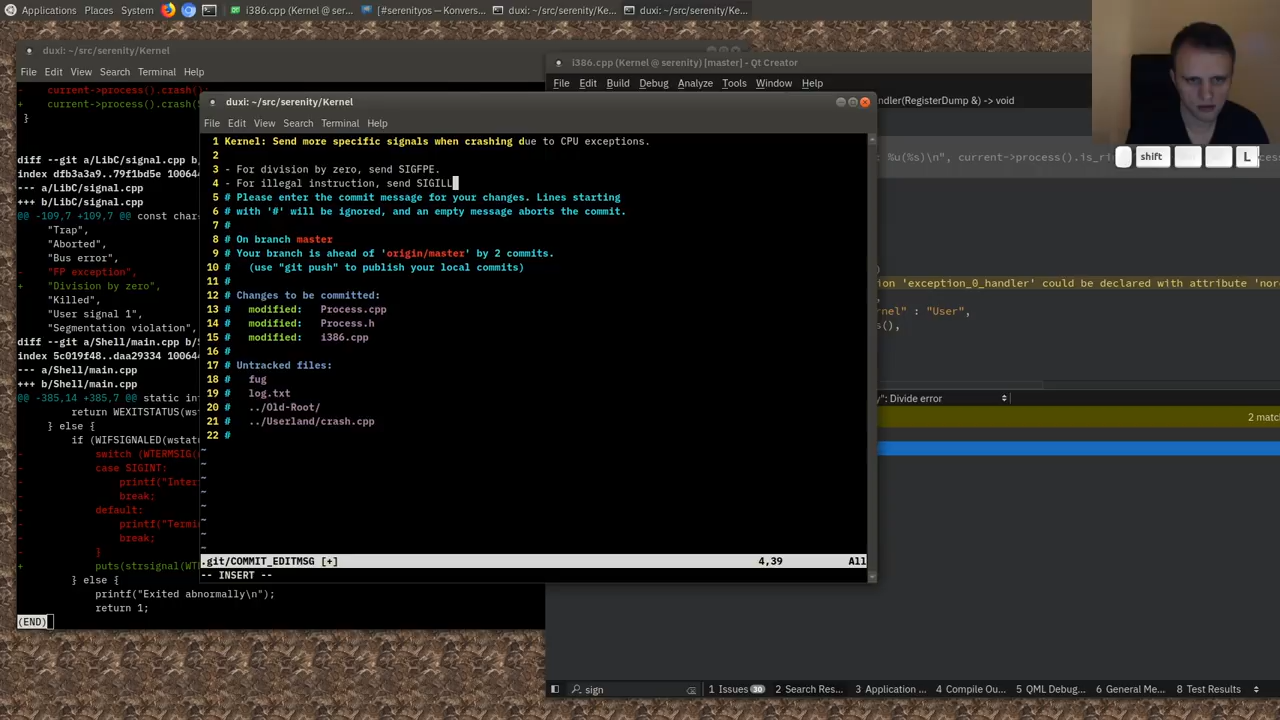 Applications Places System i386.cpp (Kernel @ ser... [#serenityos - Konvers... duxi: ~/src/serenity/Ke... duxi: ~/src/serenity/Ke...
duxi: ~/src/serenity/Kernel
File Edit View Search Terminal Help
- current->process().crash(
+ current->process().crash(
}
diff --git a/LibC/signal.cpp b/
index dfb3a3a9..79f1bd5e 10064
--- a/LibC/signal.cpp
+++ b/LibC/signal.cpp
@@ -109,7 +109,7 @@ const char
"Trap",
"Aborted",
"Bus error",
- "FP exception",
+ "Division by zero",
"Killed",
"User signal 1",
"Segmentation violation",
diff --git a/Shell/main.cpp b/S
index 5c019f48..daa29334 10064
--- a/Shell/main.cpp
+++ b/Shell/main.cpp
@@ -385,14 +385,7 @@ static in
return WEXITSTATUS(ws
} else {
if (WIFSIGNALED(wstat
- switch (WTERMSIG(
- case SIGINT:
- printf("Inter
- break;
- default:
- printf("Termi
- break;
- }
+ puts(strsignal(WT
} else {
printf("Exited abnormally\n");
return 1;
(END)
i386.cpp (Kernel @ serenity) [master] - Qt Creator
File Edit Build Debug Analyze Tools Window Help
handler(RegisterDump &) -> void
shift L
%u(%s)\n", current->process().is_ri
)
ion 'exception_0_handler' could be declared with attribute 'nor
rnel" : "User",
s(),
y": Divide error
2 matc
duxi: ~/src/serenity/Kernel
File Edit View Search Terminal Help
1 Kernel: Send more specific signals when crashing due to CPU exceptions.
2
3 - For division by zero, send SIGFPE.
4 - For illegal instruction, send SIGILL
5 # Please enter the commit message for your changes. Lines starting
6 # with '#' will be ignored, and an empty message aborts the commit.
7 #
8 # On branch master
9 # Your branch is ahead of 'origin/master' by 2 commits.
10 # (use "git push" to publish your local commits)
11 #
12 # Changes to be committed:
13 # modified: Process.cpp
14 # modified: Process.h
15 # modified: i386.cpp
16 #
17 # Untracked files:
18 # fug
19 # log.txt
20 # ../Old-Root/
21 # ../Userland/crash.cpp
22 #
~
~
~
~
~
~
~
~
.git/COMMIT_EDITMSG [+] 4,39 All
-- INSERT --
sign 1 Issues 30 2 Search Res... 3 Application ... 4 Compile Ou... 5 QML Debug... 6 General Me... 8 Test Results